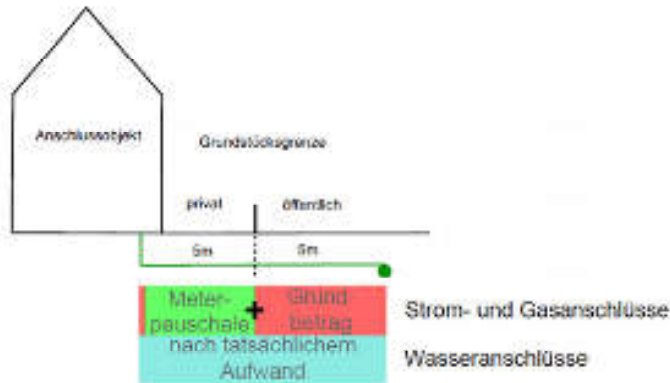 Anschlussobjekt
Grundstücksgrenze
privat
öffentlich
5m
5m
Meter-
pauschale
+
Grund
betrag
Strom- und Gasanschlüsse
nach tatsächlichem
Aufwand
Wasseranschlüsse